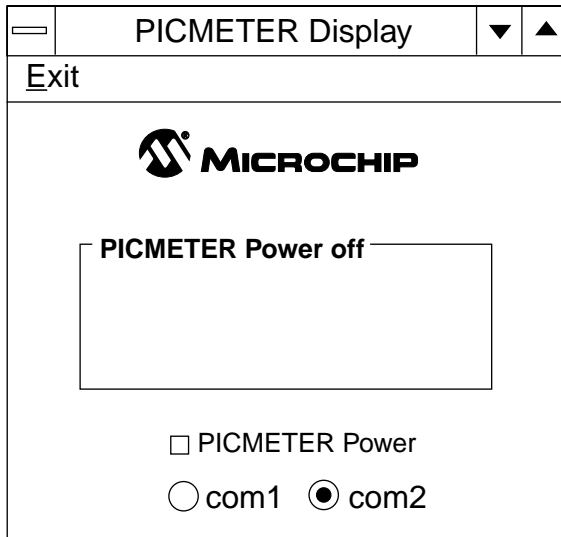 PICMETER Display
Exit
MICROCHIP
PICMETER Power off
PICMETER Power
com1 com2